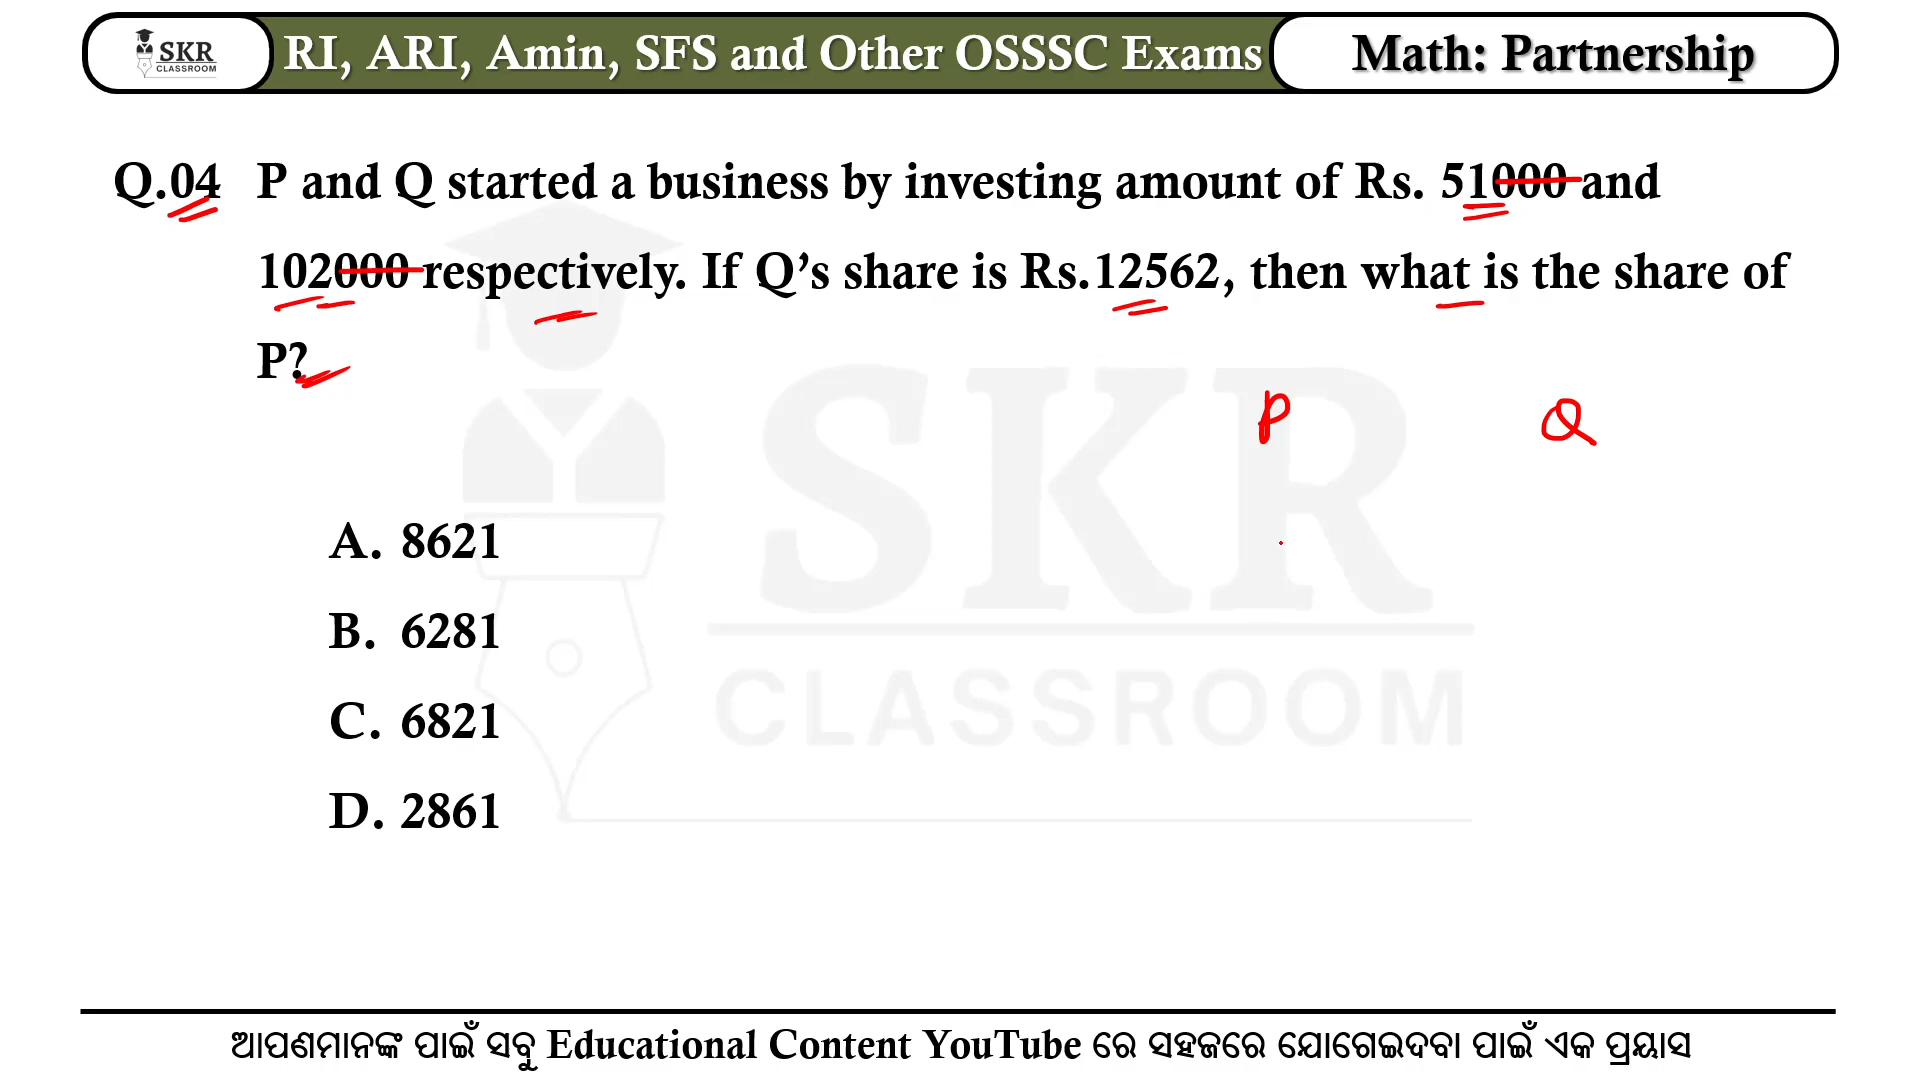 SKR
CLASSROOM
RI, ARI, Amin, SFS and Other OSSSC Exams
Math: Partnership
Q.04 P and Q started a business by investing amount of Rs. 51000 and
102000 respectively. If Q’s share is Rs.12562, then what is the share of
P?
P Q
A. 8621
B. 6281
C. 6821
D. 2861
SKR
CLASSROOM
ଆପଣମାନଙ୍କ ପାଇଁ ସବୁ Educational Content YouTube ରେ ସହଜରେ ଯୋଗେଇଦବା ପାଇଁ ଏକ ପ୍ରୟାସ